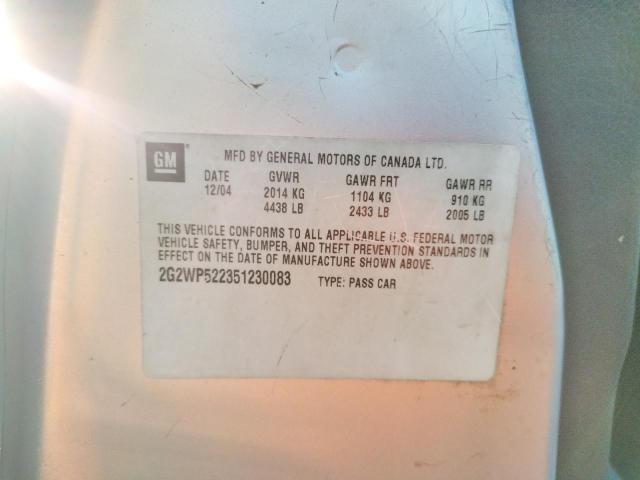 GM
MFD BY GENERAL MOTORS OF CANADA LTD.
DATE GVWR GAWR FRT GAWR RR
12/04 2014 KG 1104 KG 910 KG
4438 LB 2433 LB 2005 LB
THIS VEHICLE CONFORMS TO ALL APPLICABLE U.S. FEDERAL MOTOR
VEHICLE SAFETY, BUMPER, AND THEFT PREVENTION STANDARDS IN
EFFECT ON THE DATE OF MANUFACTURE SHOWN ABOVE.
2G2WP522351230083 TYPE: PASS CAR